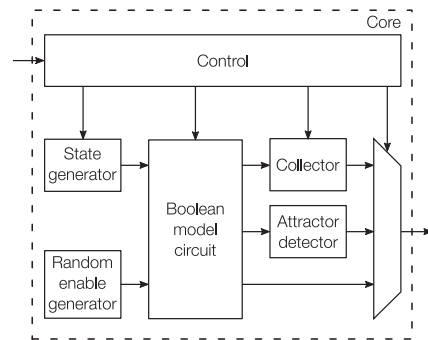 Core
Control
State
generator
Boolean
model
circuit
Collector
Attractor
detector
Random
enable
generator